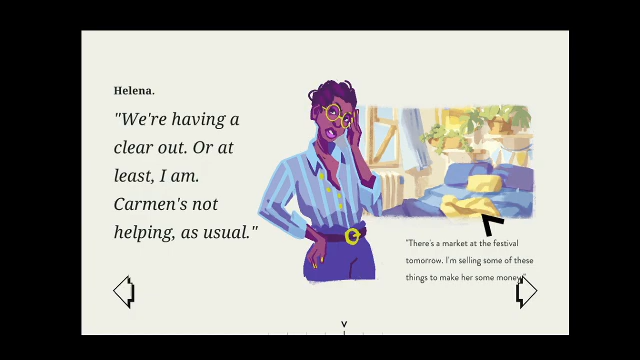 Helena.
"We're having a
clear out. Or at
least, I am.
Carmen's not
helping, as usual."
"There's a market at the festival
tomorrow. I'm selling some of these
things to make her some money."